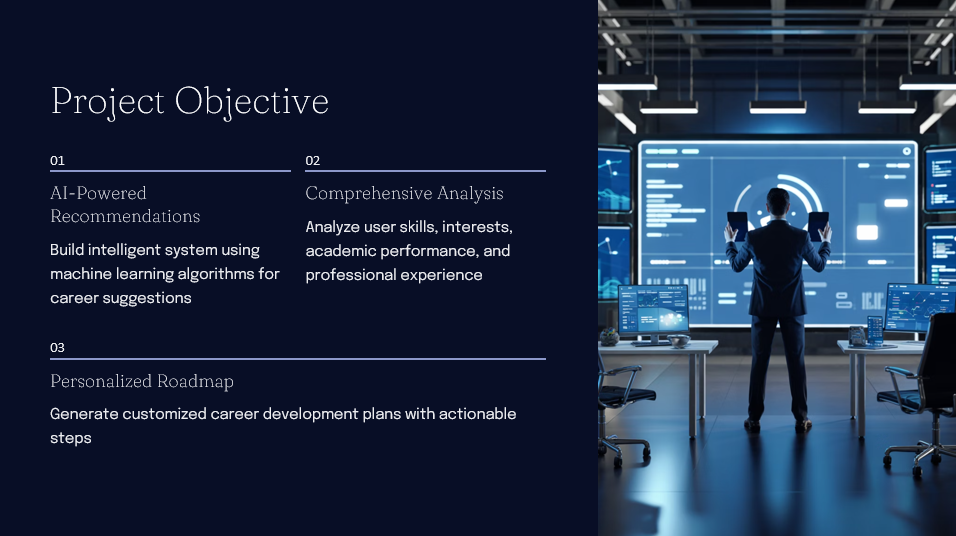 Project Objective
01
AI-Powered
Recommendations
Build intelligent system using
machine learning algorithms for
career suggestions
02
Comprehensive Analysis
Analyze user skills, interests,
academic performance, and
professional experience
03
Personalized Roadmap
Generate customized career development plans with actionable
steps